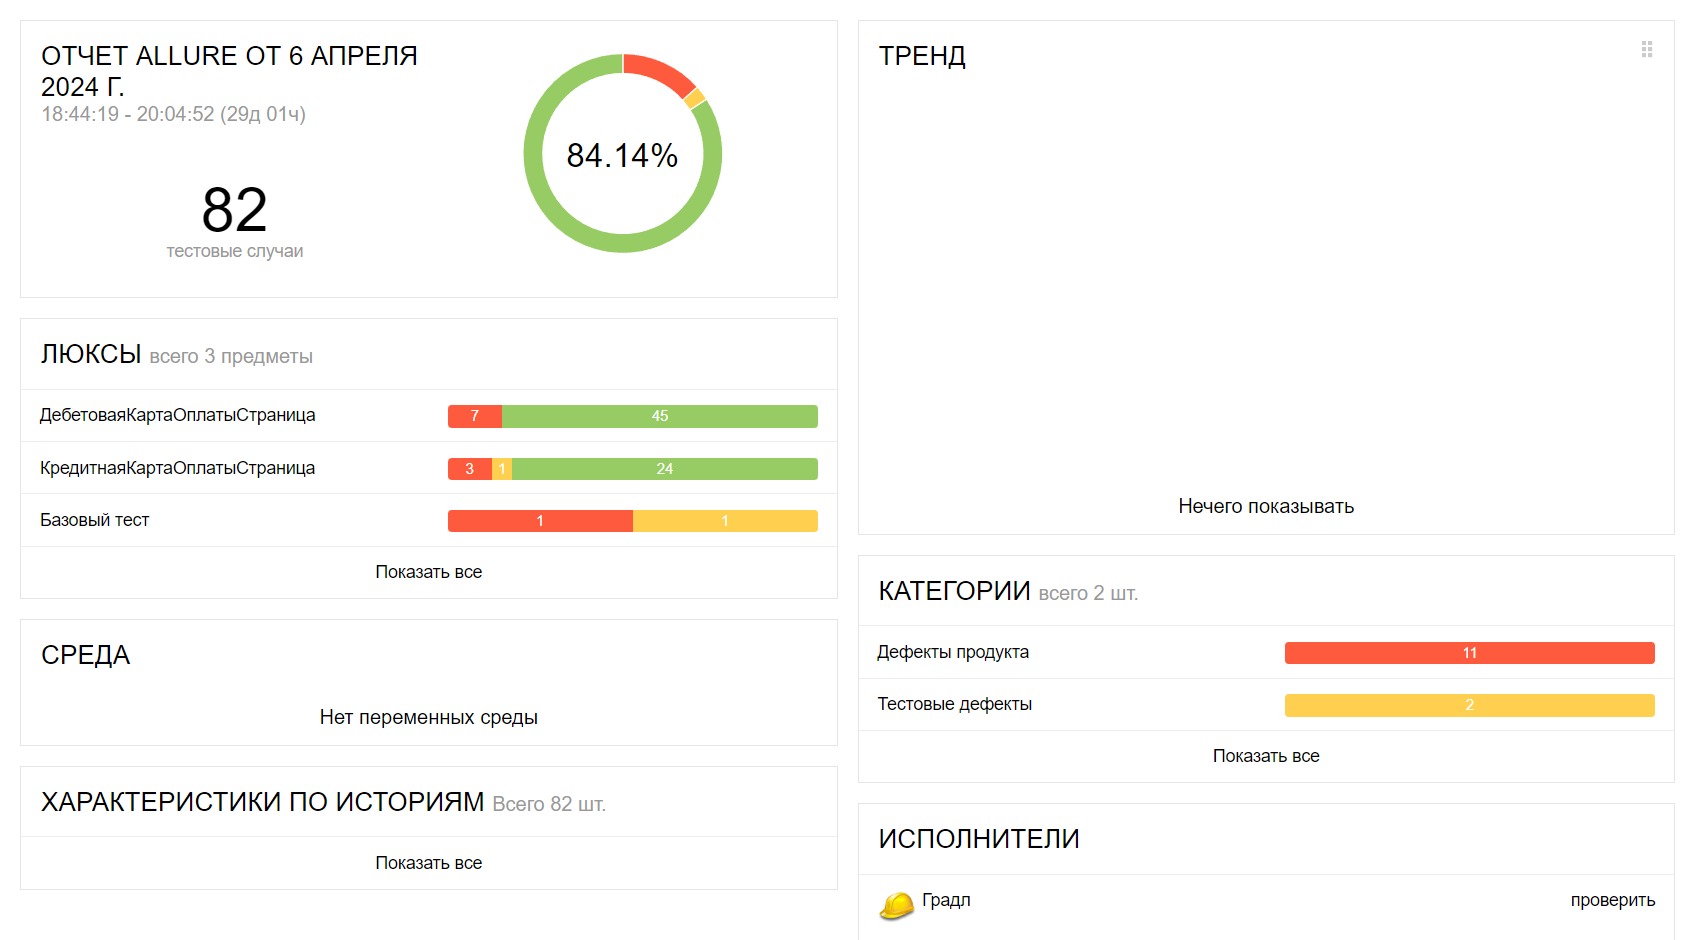 ОТЧЕТ ALLURE ОТ 6 АПРЕЛЯ
2024 Г.
18:44:19 - 20:04:52 (29д 01ч)
82
тестовые случаи
84.14%
ЛЮКСЫ всего 3 предметы
ДебетоваяКартаОплатыСтраница 7 45
КредитнаяКартаОплатыСтраница 3 1 24
Базовый тест 1 1
Показать все
СРЕДА
Нет переменных среды
ХАРАКТЕРИСТИКИ ПО ИСТОРИЯМ Всего 82 шт.
Показать все
ТРЕНД
Нечего показывать
КАТЕГОРИИ всего 2 шт.
Дефекты продукта 11
Тестовые дефекты 2
Показать все
ИСПОЛНИТЕЛИ
Градл проверить